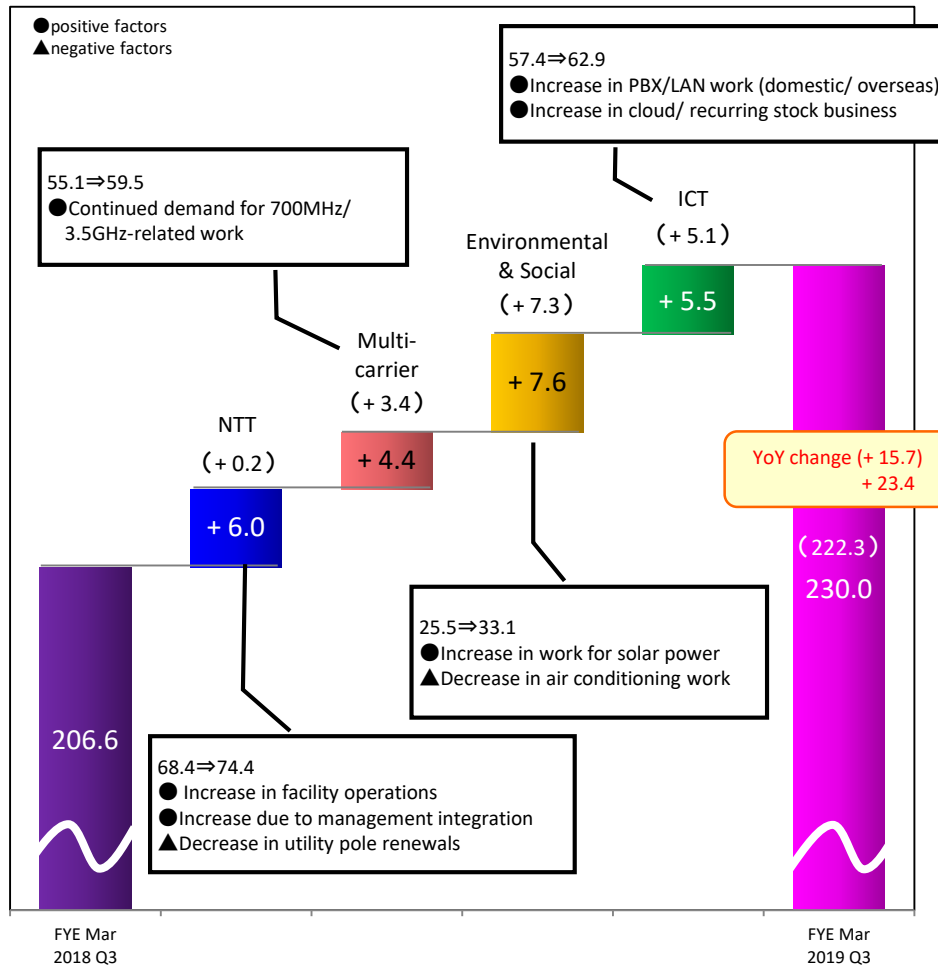 ●positive factors
▲negative factors
57.4⇒62.9
●Increase in PBX/LAN work (domestic/ overseas)
●Increase in cloud/ recurring stock business
55.1⇒59.5
●Continued demand for 700MHz/
3.5GHz-related work
ICT
(+ 5.1)
+ 5.5
Environmental
& Social
(+ 7.3)
+ 7.6
Multi-
carrier
(+ 3.4)
+ 4.4
NTT
(+ 0.2)
+ 6.0
YoY change (+ 15.7)
+ 23.4
(222.3)
230.0
25.5⇒33.1
●Increase in work for solar power
▲Decrease in air conditioning work
206.6
68.4⇒74.4
● Increase in facility operations
●Increase due to management integration
▲Decrease in utility pole renewals
FYE Mar
2018 Q3
FYE Mar
2019 Q3